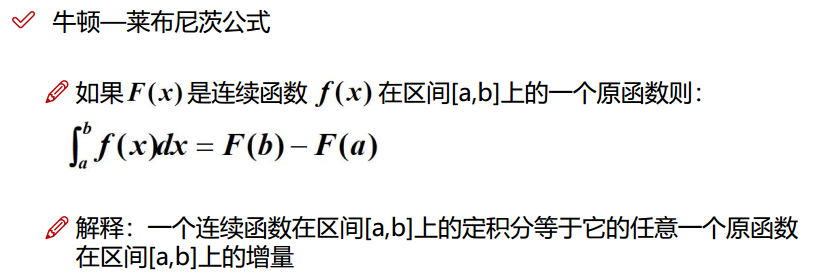 牛顿—莱布尼茨公式
如果F(x)是连续函数 f(x) 在区间[a,b]上的一个原函数则：
∫ₐᵇ f(x)dx = F(b) − F(a)
解释：一个连续函数在区间[a,b]上的定积分等于它的任意一个原函数
在区间[a,b]上的增量